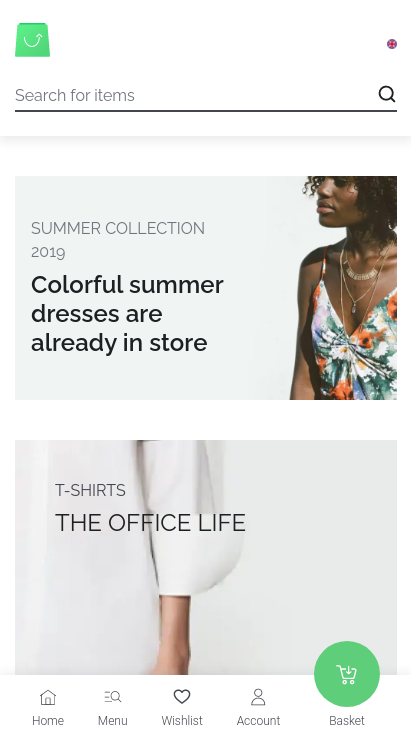 Search for items
SUMMER COLLECTION
2019
Colorful summer
dresses are
already in store
T-SHIRTS
THE OFFICE LIFE
Home
Menu
Wishlist
Account
Basket